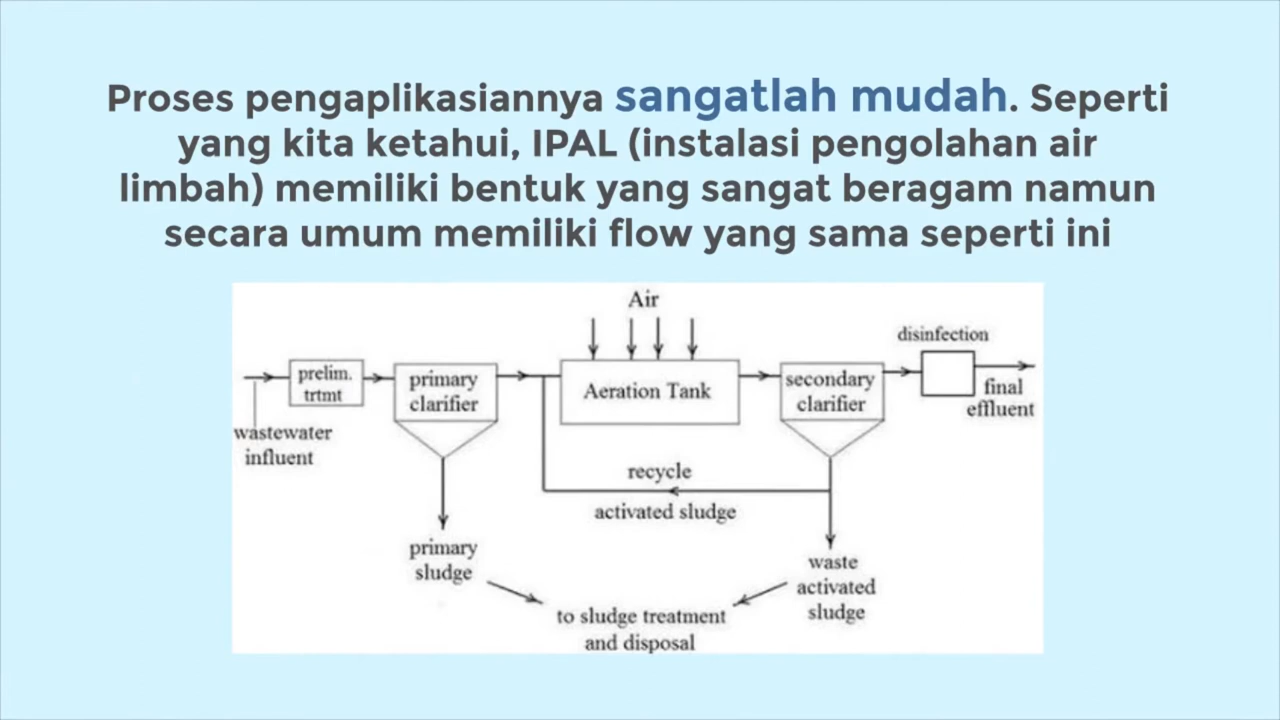 Proses pengaplikasiannya sangatlah mudah. Seperti
yang kita ketahui, IPAL (instalasi pengolahan air
limbah) memiliki bentuk yang sangat beragam namun
secara umum memiliki flow yang sama seperti ini
Air
disinfection
prelim.
trtmt
primary
clarifier
Aeration Tank
secondary
clarifier
final
effluent
wastewater
influent
recycle
activated sludge
primary
sludge
waste
activated
sludge
to sludge treatment
and disposal